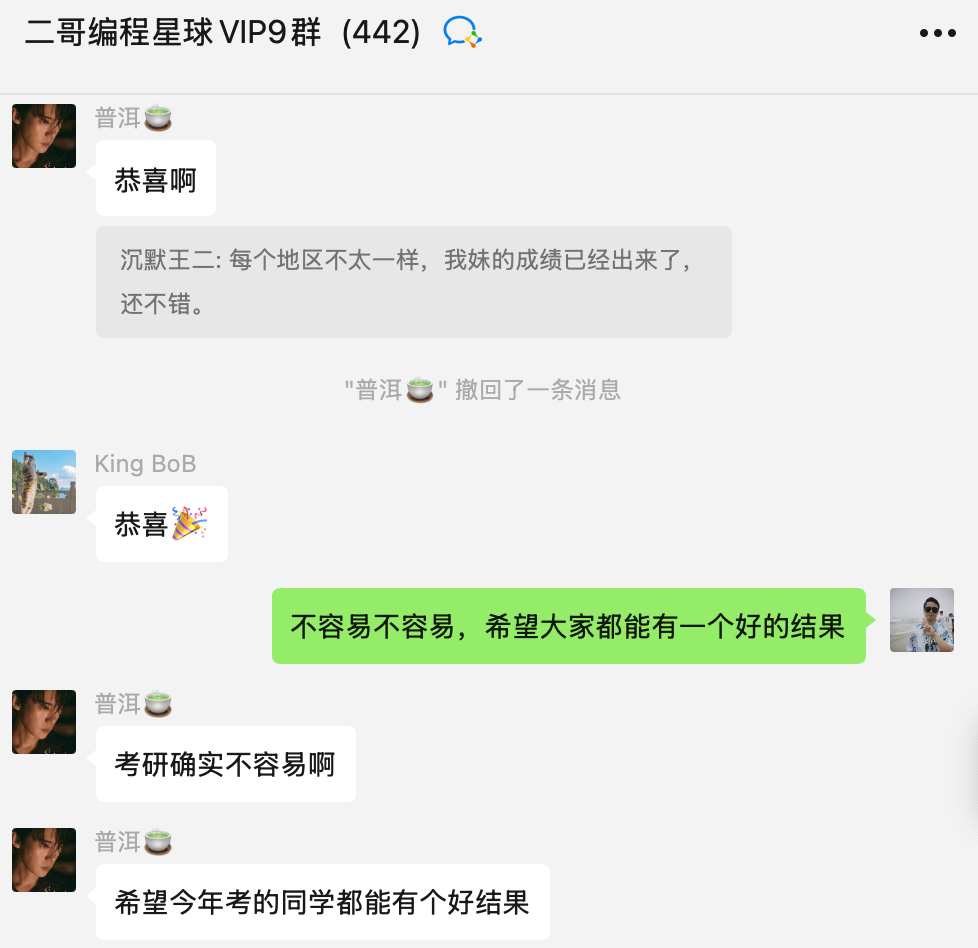 二哥编程星球VIP9群（442）
普洱🍵
恭喜啊
沉默王二: 每个地区不太一样，我妹的成绩已经出来了，
还不错。
"普洱🍵" 撤回了一条消息
King BoB
恭喜🎉
不容易不容易，希望大家都能有一个好的结果
普洱🍵
考研确实不容易啊
普洱🍵
希望今年考的同学都能有个好结果